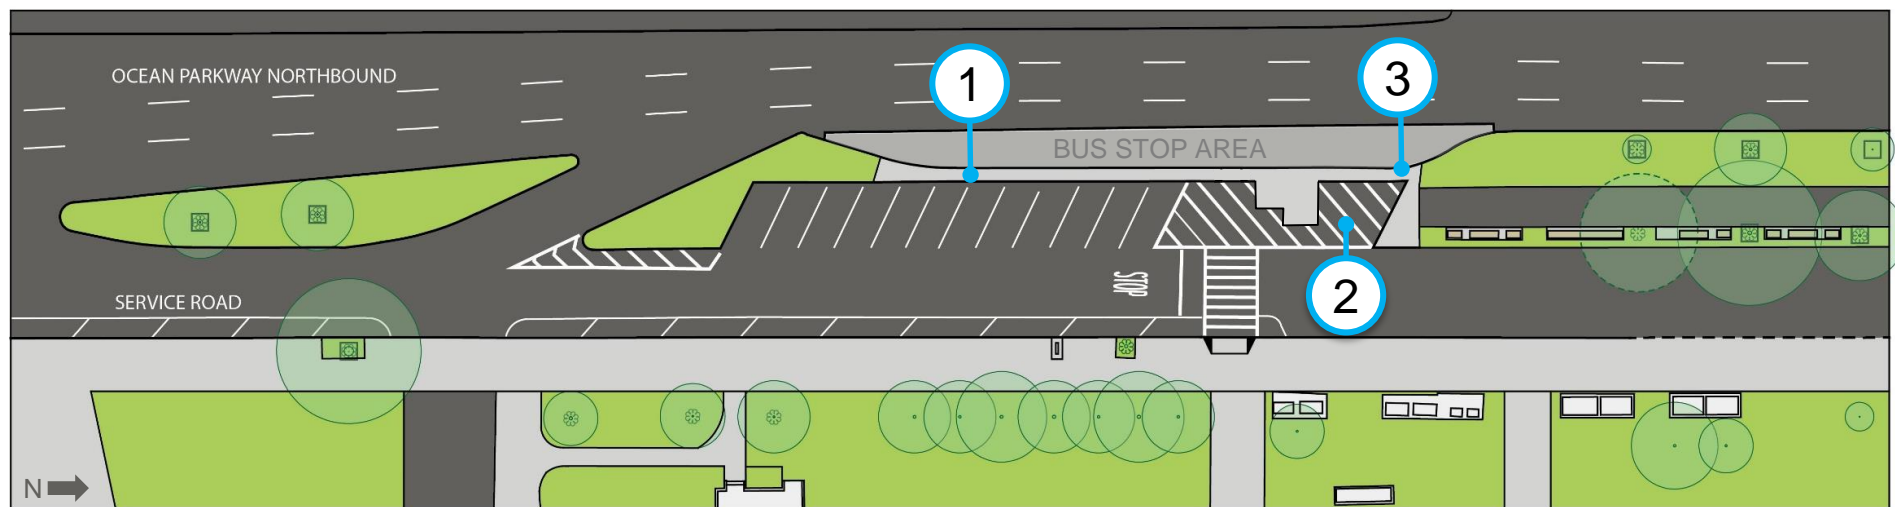 OCEAN PARKWAY NORTHBOUND
1
3
BUS STOP AREA
2
STOP
SERVICE ROAD
N